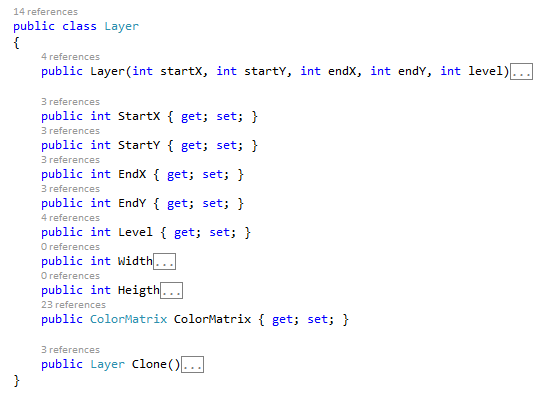 14 references
public class Layer
{
4 references
public Layer(int startX, int startY, int endX, int endY, int level)...
3 references
public int StartX { get; set; }
3 references
public int StartY { get; set; }
3 references
public int EndX { get; set; }
3 references
public int EndY { get; set; }
4 references
public int Level { get; set; }
0 references
public int Width...
0 references
public int Heigth...
23 references
public ColorMatrix ColorMatrix { get; set; }
3 references
public Layer Clone()...
}